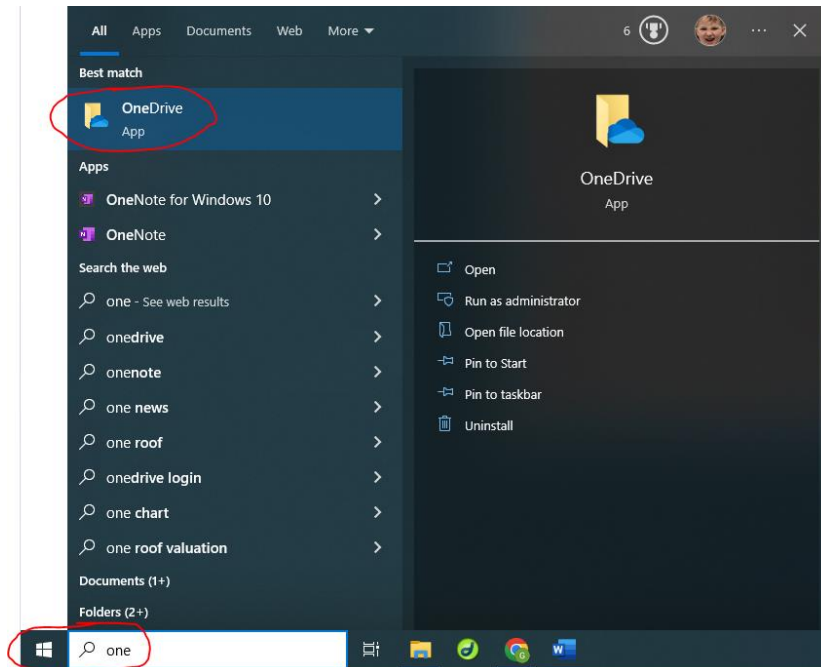 All Apps Documents Web More
6
Best match
OneDrive
App
Apps
OneNote for Windows 10
OneNote
Search the web
one - See web results
onedrive
onenote
one news
one roof
onedrive login
one chart
one roof valuation
Documents (1+)
Folders (2+)
OneDrive
App
Open
Run as administrator
Open file location
Pin to Start
Pin to taskbar
Uninstall
one